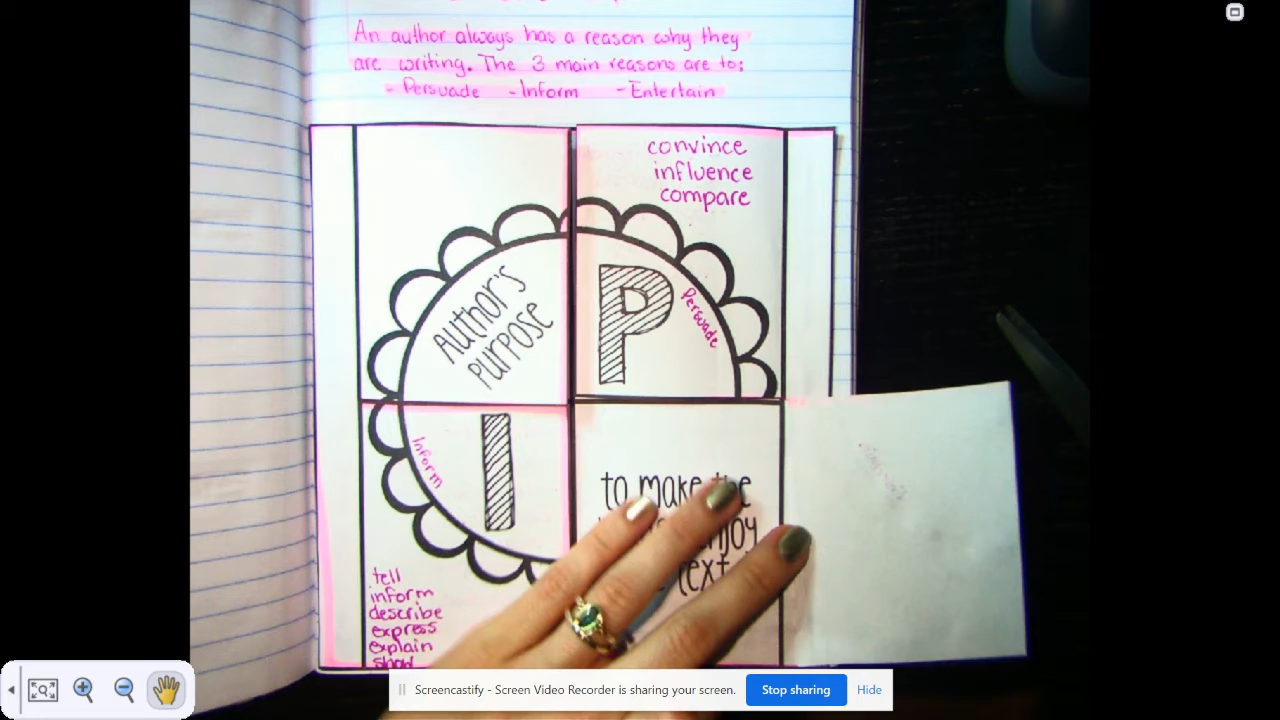 An author always has a reason why they
are writing. The 3 main reasons are to:
- Persuade -Inform -Entertain
convince
influence
compare
Author's
Purpose
P
Persuade
I
Inform
to make the
enjoy
text
tell
inform
describe
express
explain
show
Screencastify - Screen Video Recorder is sharing your screen.
Stop sharing
Hide